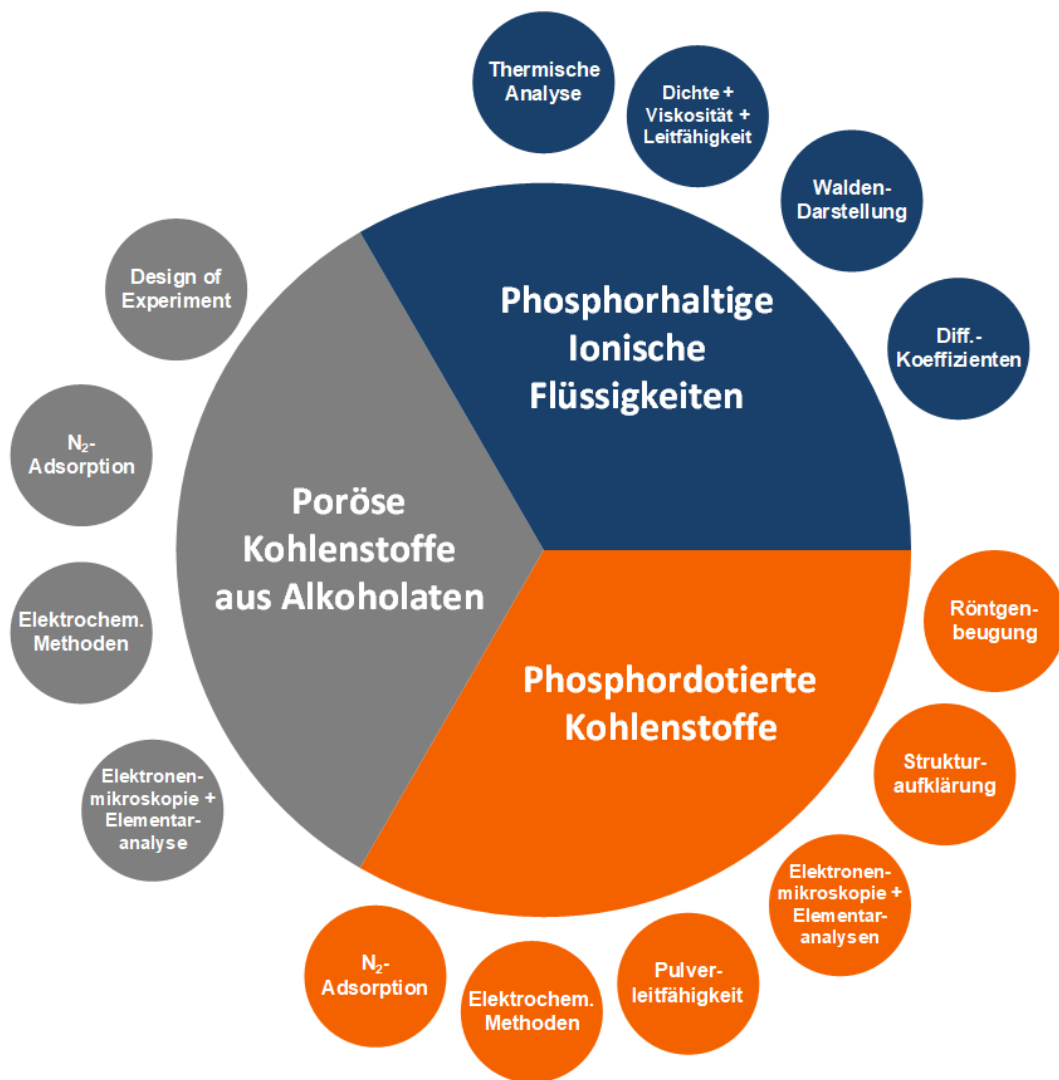 Thermische
Analyse
Dichte +
Viskosität +
Leitfähigkeit
Walden-
Darstellung
Diff.-
Koeffizienten
Phosphorhaltige
Ionische
Flüssigkeiten
Design of
Experiment
N₂-
Adsorption
Elektrochem.
Methoden
Elektronen-
mikroskopie +
Elementar-
analyse
Poröse
Kohlenstoffe
aus Alkoholaten
Phosphordotierte
Kohlenstoffe
Röntgen-
beugung
Struktur-
aufklärung
Elektronen-
mikroskopie +
Elementar-
analysen
Pulver-
leitfähigkeit
Elektrochem.
Methoden
N₂-
Adsorption